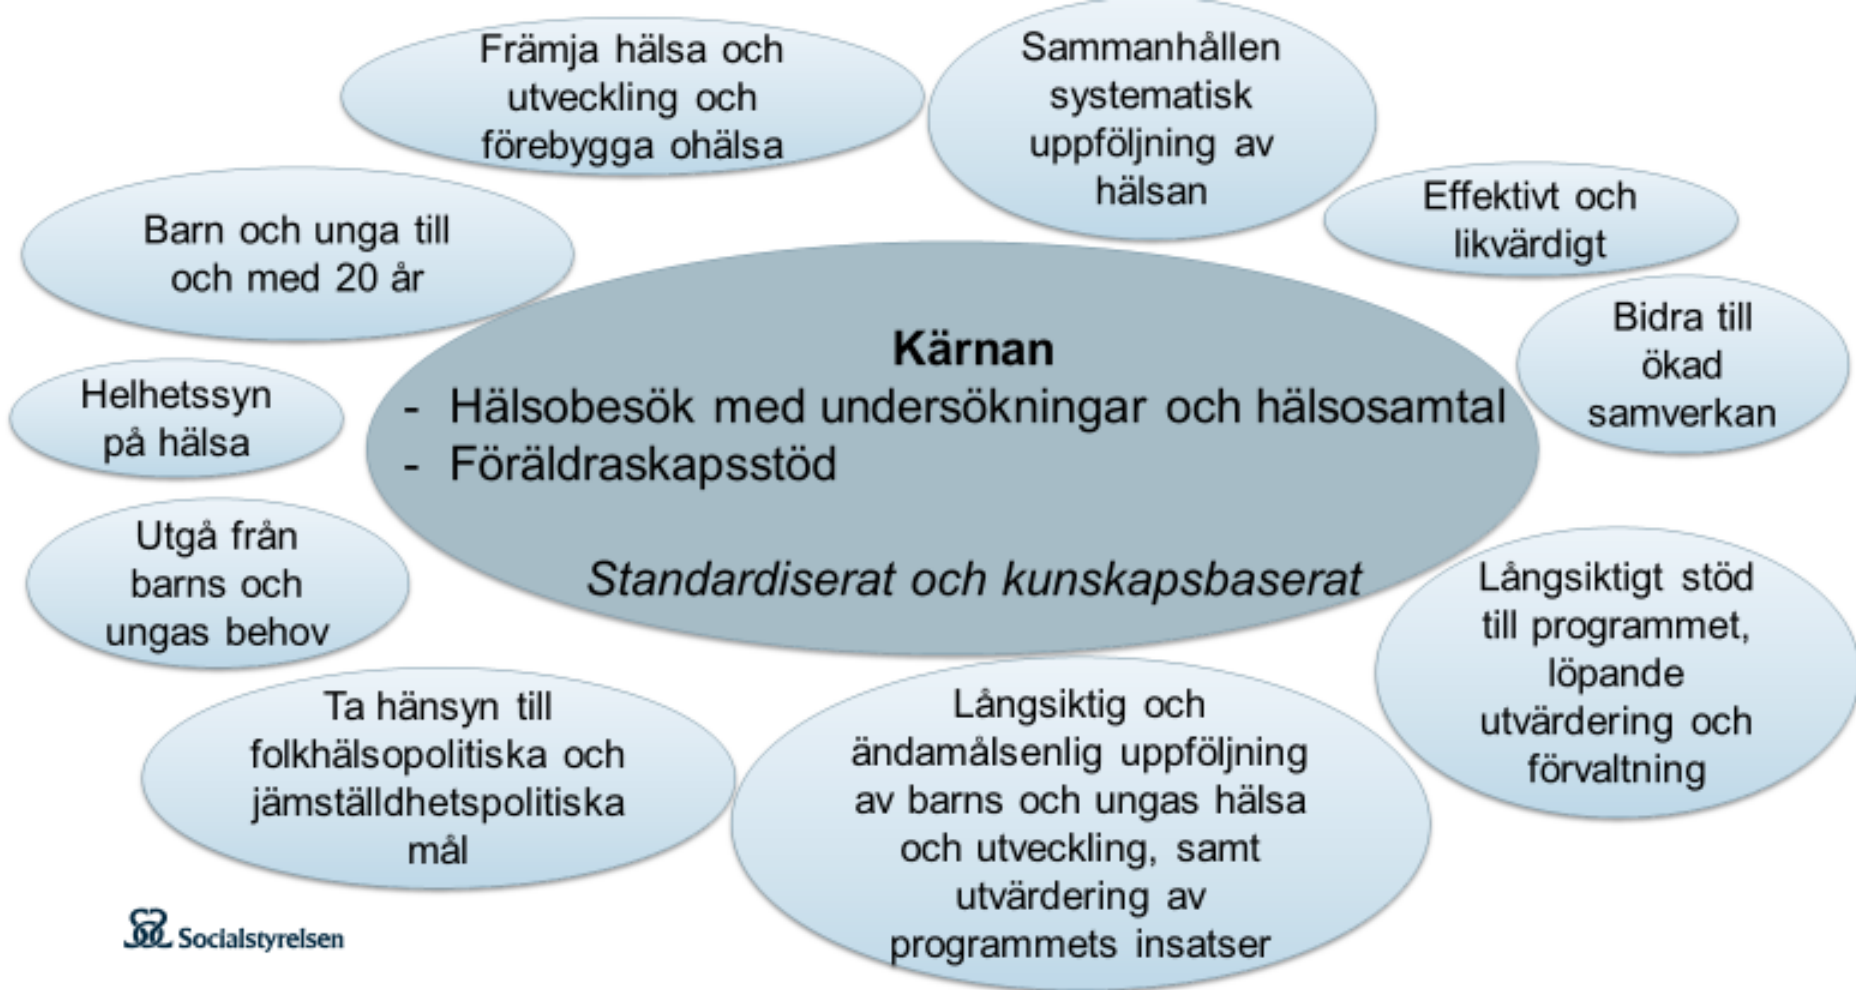 Främja hälsa och
utveckling och
förebygga ohälsa
Sammanhållen
systematisk
uppföljning av
hälsan
Effektivt och
likvärdigt
Barn och unga till
och med 20 år
Bidra till
ökad
samverkan
Kärnan
- Hälsobesök med undersökningar och hälsosamtal
- Föräldraskapsstöd
Standardiserat och kunskapsbaserat
Helhetssyn
på hälsa
Utgå från
barns och
ungas behov
Långsiktigt stöd
till programmet,
löpande
utvärdering och
förvaltning
Ta hänsyn till
folkhälsopolitiska och
jämställdhetspolitiska
mål
Långsiktig och
ändamålsenlig uppföljning
av barns och ungas hälsa
och utveckling, samt
utvärdering av
programmets insatser
Socialstyrelsen